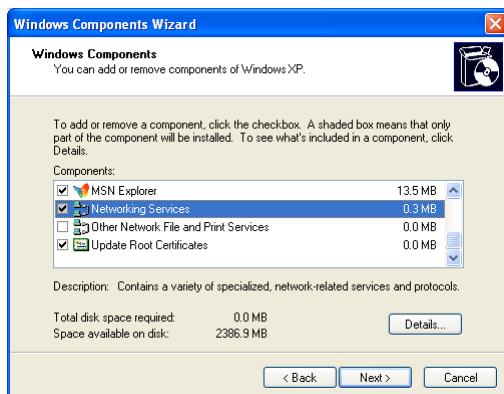 Windows Components Wizard
Windows Components
You can add or remove components of Windows XP.
To add or remove a component, click the checkbox. A shaded box means that only
part of the component will be installed. To see what's included in a component, click
Details.
Components:
MSN Explorer 13.5 MB
Networking Services 0.3 MB
Other Network File and Print Services 0.0 MB
Update Root Certificates 0.0 MB
Description: Contains a variety of specialized, network-related services and protocols.
Total disk space required: 0.0 MB
Space available on disk: 2386.9 MB
Details...
< Back Next > Cancel